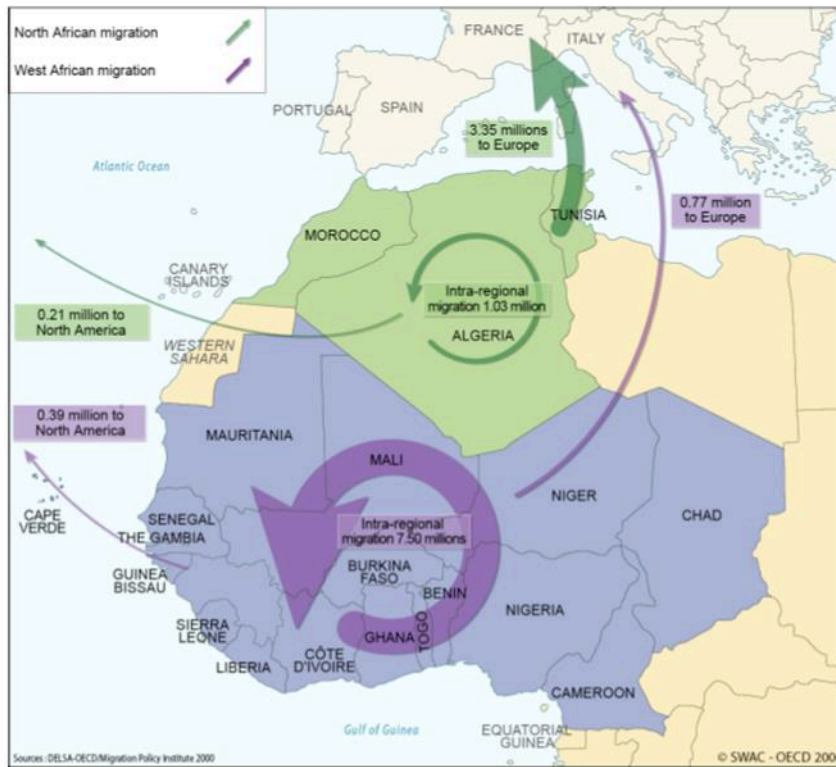 North African migration
West African migration
FRANCE
ITALY
PORTUGAL
SPAIN
3.35 millions
to Europe
Atlantic Ocean
0.77 million
to Europe
TUNISIA
MOROCCO
CANARY
ISLANDS
Intra-regional
migration 1.03 million
0.21 million to
North America
ALGERIA
WESTERN
SAHARA
0.39 million to
North America
MAURITANIA
MALI
NIGER
CHAD
CAPE
VERDE
SENEGAL
THE GAMBIA
Intra-regional
migration 7.50 millions
GUINEA
BISSAU
BURKINA
FASO
BENIN
NIGERIA
SIERRA
LEONE
GHANA
TOGO
LIBERIA
CÔTE
D'IVOIRE
CAMEROON
Gulf of Guinea
EQUATORIAL
GUINEA
Sources : DELSA-OECD/Migration Policy Institute 2000
© SWAC - OECD 200